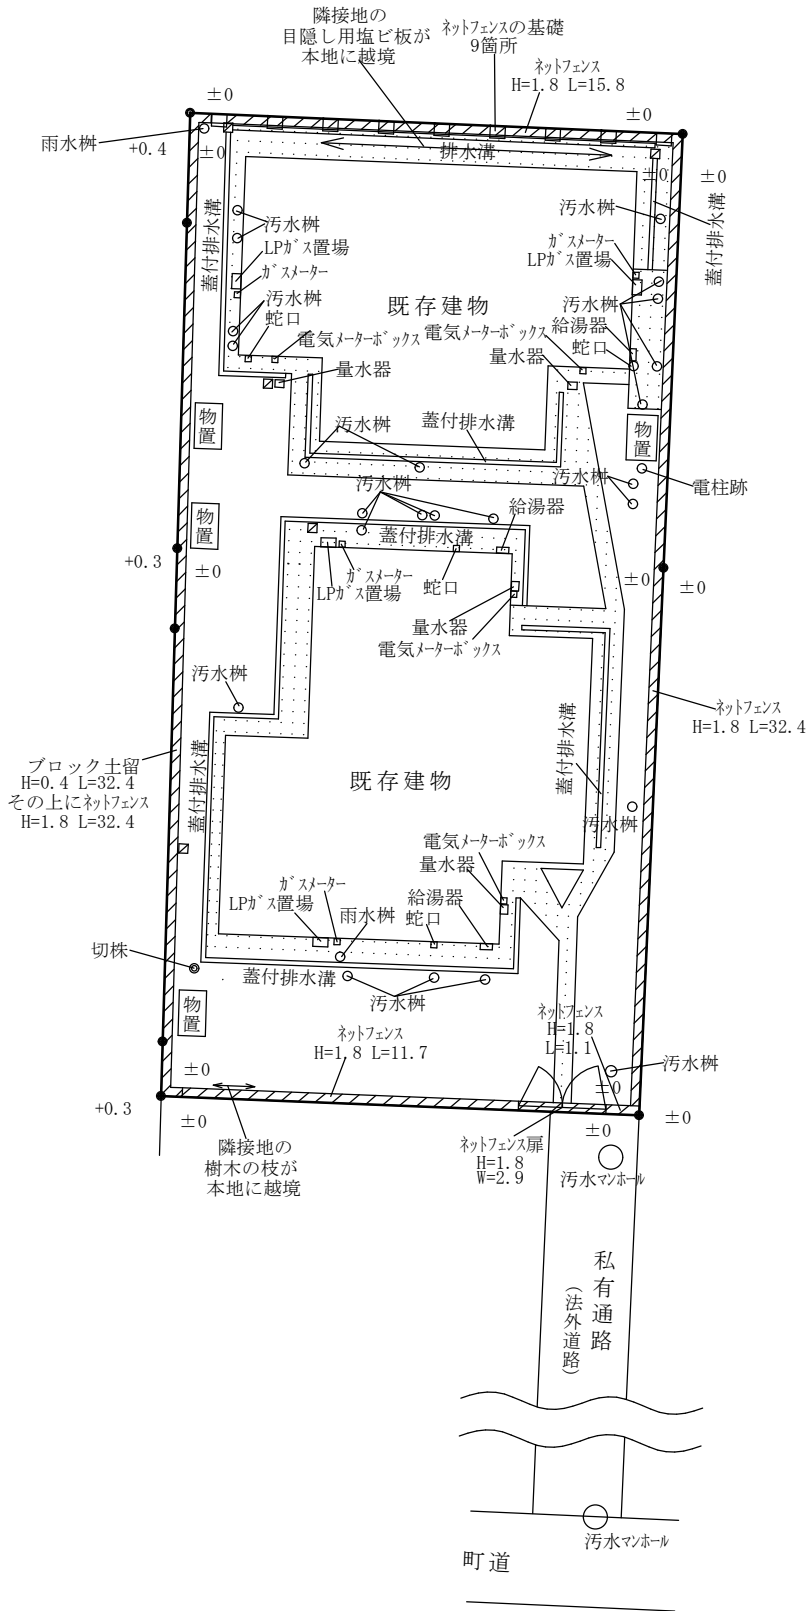 隣接地の
目隠し用塩ビ板が
本地に越境
ネットフェンスの基礎
9箇所
ネットフェンス
H=1.8 L=15.8
±0
±0
雨水桝
+0.4
±0
排水溝
±0
±0
蓋付排水溝
汚水桝
LPガス置場
ガスメーター
汚水桝
蛇口
電気メーターボックス
量水器
既存建物
汚水桝
蓋付排水溝
ガスメーター
LPガス置場
汚水桝
給湯器
電気メーターボックス
蛇口
量水器
物置
汚水桝
蓋付排水溝
物置
汚水桝
電柱跡
汚水桝
給湯器
物置
蓋付排水溝
+0.3
±0
ガスメーター
LPガス置場
蛇口
±0
±0
量水器
電気メーターボックス
汚水桝
ネットフェンス
H=1.8 L=32.4
蓋付排水溝
蓋付排水溝
ブロック土留
H=0.4 L=32.4
その上にネットフェンス
H=1.8 L=32.4
既存建物
汚水桝
電気メーターボックス
量水器
ガスメーター
LPガス置場
雨水桝
給湯器
蛇口
切株
蓋付排水溝
汚水桝
物置
ネットフェンス
H=1.8 L=11.7
ネットフェンス
H=1.8
L=1.1
汚水桝
±0
±0
+0.3
±0
±0
±0
隣接地の
樹木の枝が
本地に越境
ネットフェンス扉
H=1.8
W=2.9
汚水マンホール
私有通路
(法外道路)
汚水マンホール
町道